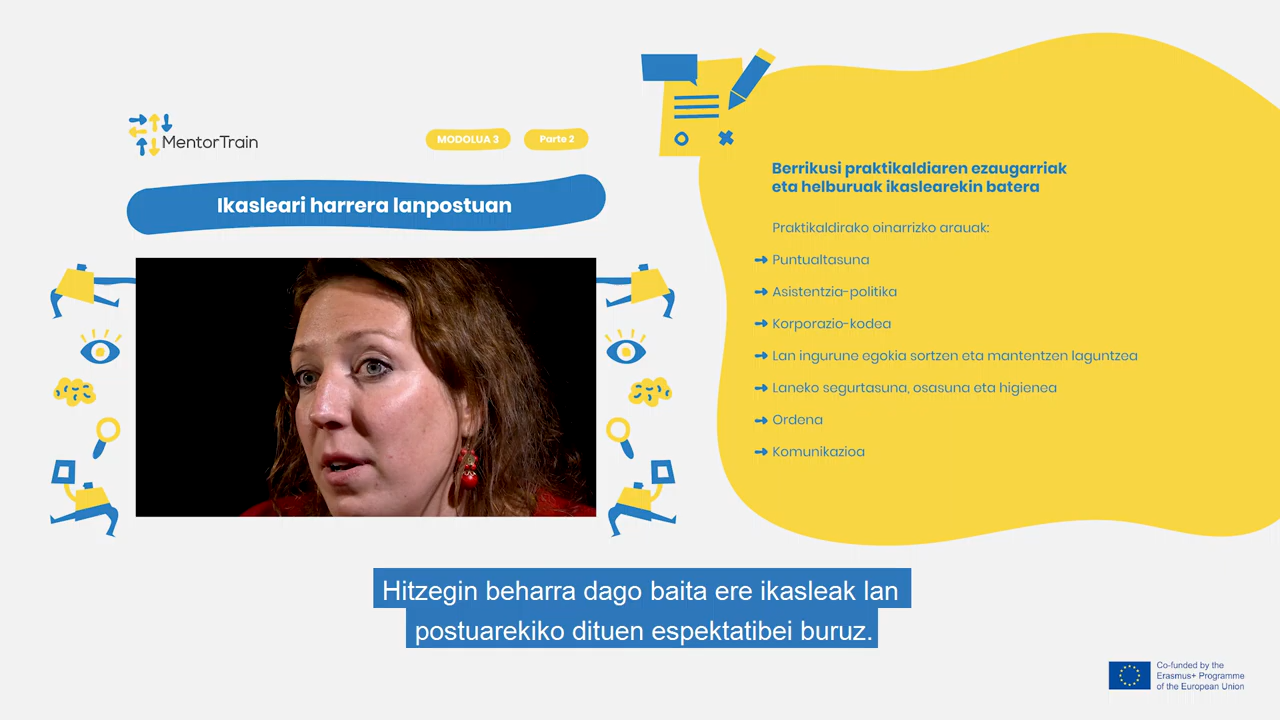 MentorTrain
MODOLUA 3
Parte 2
Ikasleari harrera lanpostuan
Berrikusi praktikaldiaren ezaugarriak
eta helburuak ikaslearekin batera
Praktikaldirako oinarrizko arauak:
Puntualtasuna
Asistentzia-politika
Korporazio-kodea
Lan ingurune egokia sortzen eta mantentzen laguntzea
Laneko segurtasuna, osasuna eta higienea
Ordena
Komunikazioa
Hitzegin beharra dago baita ere ikasleak lan
postuarekiko dituen espektatibei buruz.
Co-funded by the
Erasmus+ Programme
of the European Union